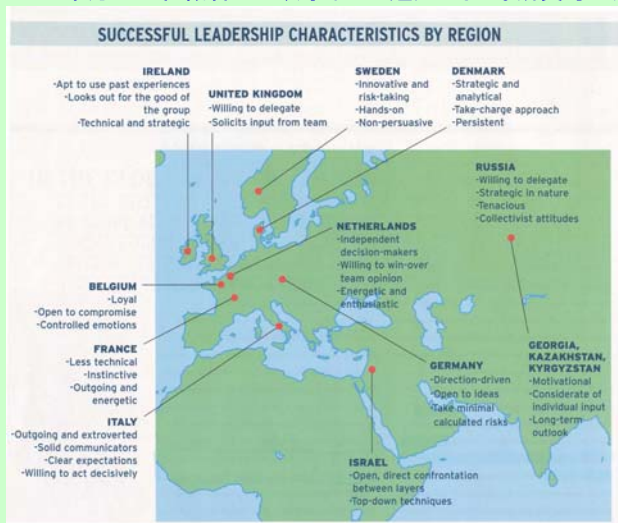 SUCCESSFUL LEADERSHIP CHARACTERISTICS BY REGION
IRELAND
-Apt to use past experiences
-Looks out for the good of
the group
-Technical and strategic
UNITED KINGDOM
-Willing to delegate
-Solicits input from team
SWEDEN
-Innovative and
risk-taking
-Hands-on
-Non-persuasive
DENMARK
-Strategic and
analytical
-Take-charge approach
-Persistent
RUSSIA
-Willing to delegate
-Strategic in nature
-Tenacious
-Collectivist attitudes
NETHERLANDS
-Independent
decision-makers
-Willing to win-over
team opinion
-Energetic and
enthusiastic
BELGIUM
-Loyal
-Open to compromise
-Controlled emotions
FRANCE
-Less technical
-Instinctive
-Outgoing and
energetic
ITALY
-Outgoing and extroverted
-Solid communicators
-Clear expectations
-Willing to act decisively
GERMANY
-Direction-driven
-Open to ideas
-Take minimal
calculated risks
GEORGIA,
KAZAKHSTAN,
KYRGYZSTAN
-Motivational
-Considerate of
individual input
-Long-term
outlook
ISRAEL
-Open, direct confrontation
between layers
-Top-down techniques